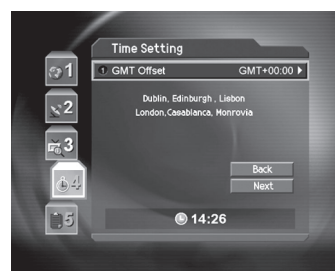 Time Setting
1
1 GMT Offset GMT+00:00
2
Dublin, Edinburgh , Lisbon
London,Casablanca, Monrovia
3
4
Back
Next
5
14:26